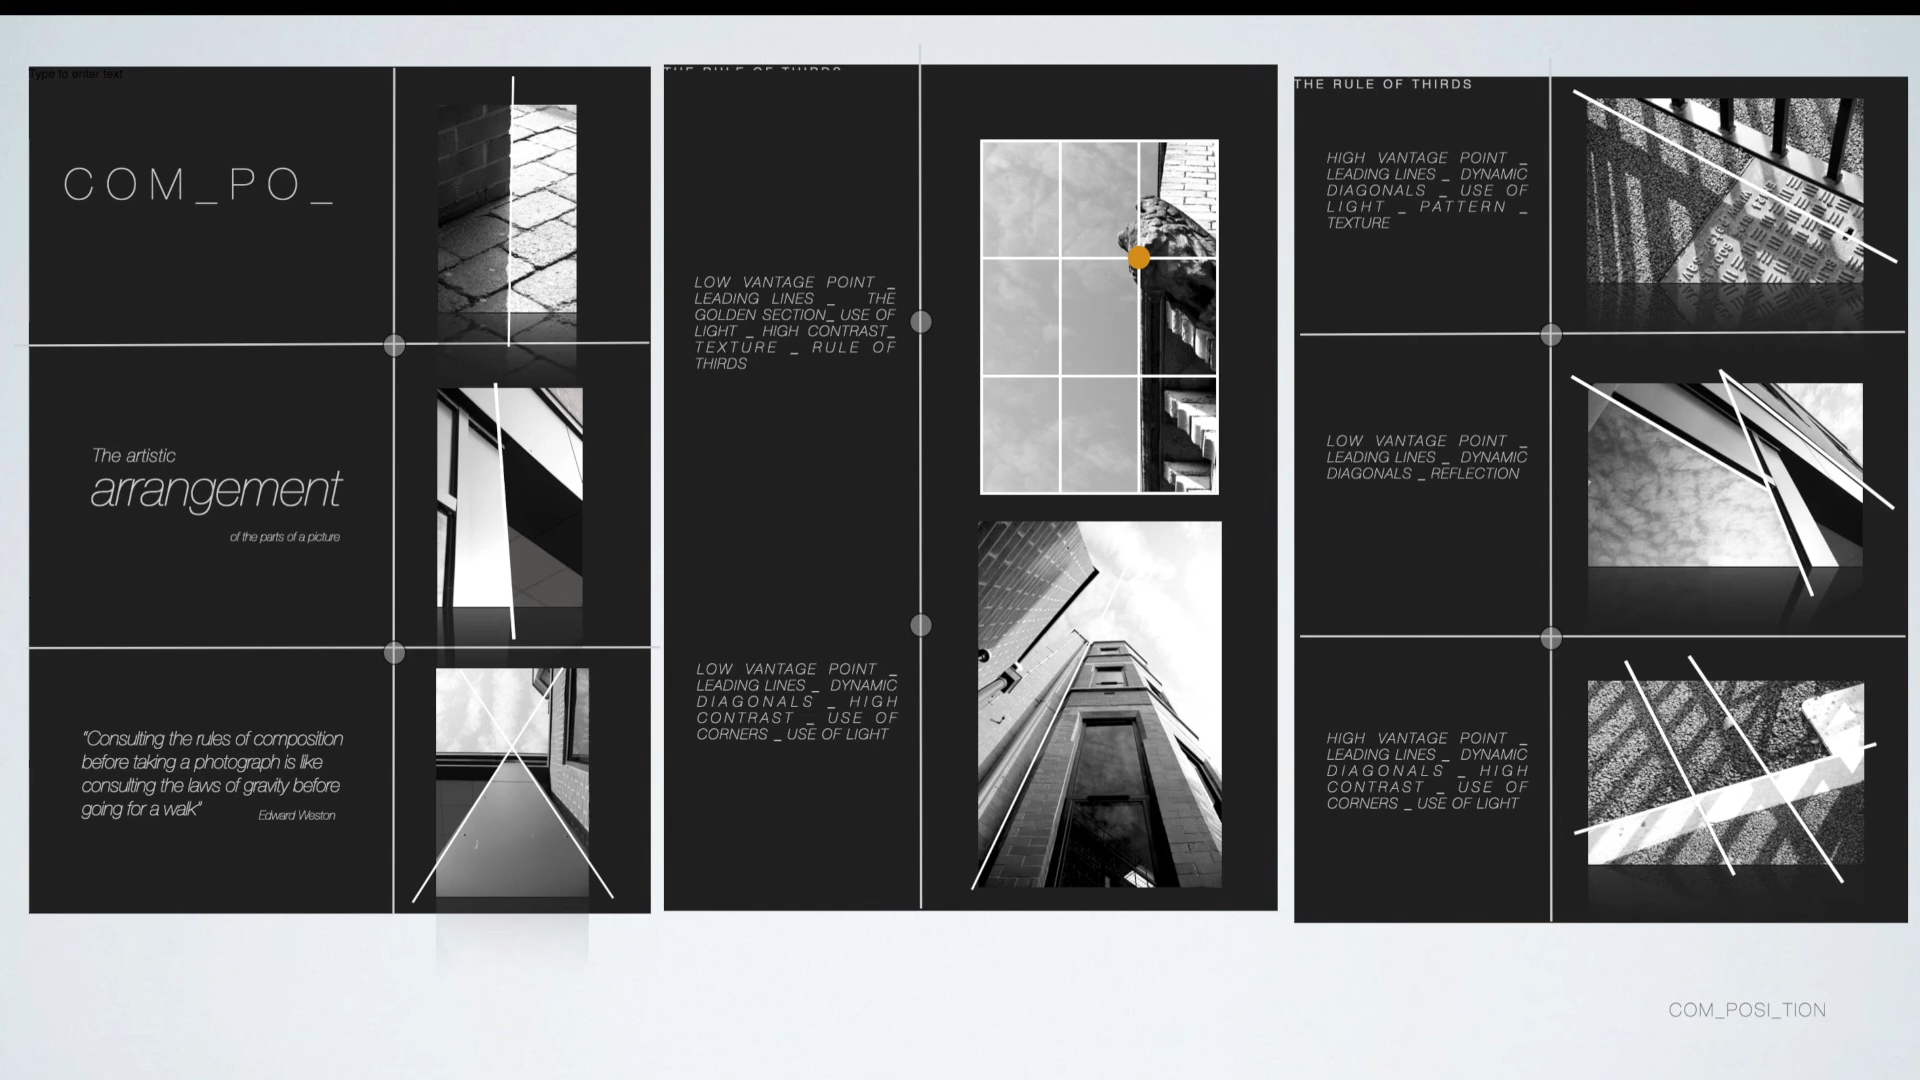 Type to enter text
COM_PO_
The artistic
arrangement
of the parts of a picture
"Consulting the rules of composition
before taking a photograph is like
consulting the laws of gravity before
going for a walk"
Edward Weston
THE RULE OF THIRDS
LOW VANTAGE POINT _
LEADING LINES _ THE
GOLDEN SECTION_ USE OF
LIGHT _ HIGH CONTRAST_
TEXTURE _ RULE OF
THIRDS
LOW VANTAGE POINT _
LEADING LINES _ DYNAMIC
DIAGONALS _ HIGH
CONTRAST _ USE OF
CORNERS _ USE OF LIGHT
THE RULE OF THIRDS
HIGH VANTAGE POINT _
LEADING LINES _ DYNAMIC
DIAGONALS _ USE OF
LIGHT _ PATTERN _
TEXTURE
LOW VANTAGE POINT _
LEADING LINES _ DYNAMIC
DIAGONALS _ REFLECTION
HIGH VANTAGE POINT _
LEADING LINES _ DYNAMIC
DIAGONALS _ HIGH
CONTRAST _ USE OF
CORNERS _ USE OF LIGHT
COM_POSI_TION